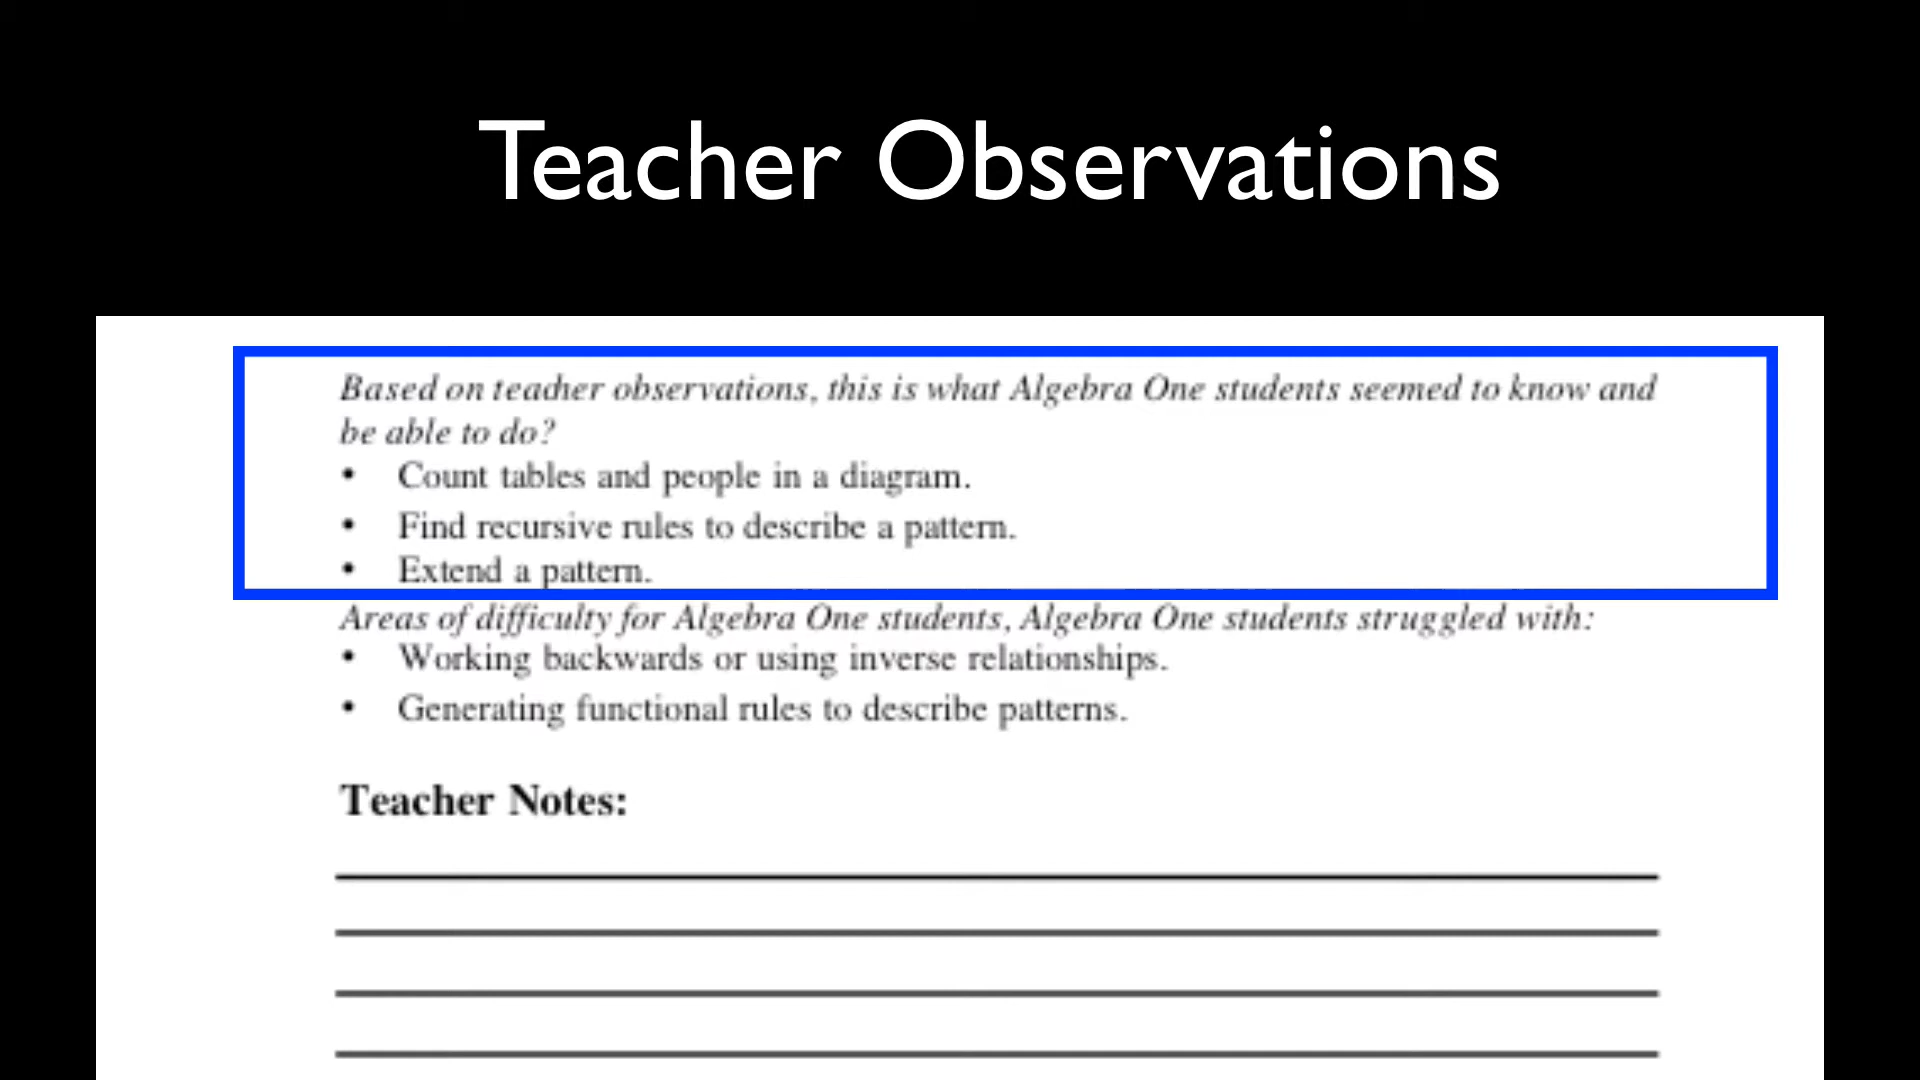 Teacher Observations
Based on teacher observations, this is what Algebra One students seemed to know and
be able to do?
• Count tables and people in a diagram.
• Find recursive rules to describe a pattern.
• Extend a pattern.
Areas of difficulty for Algebra One students, Algebra One students struggled with:
• Working backwards or using inverse relationships.
• Generating functional rules to describe patterns.
Teacher Notes: